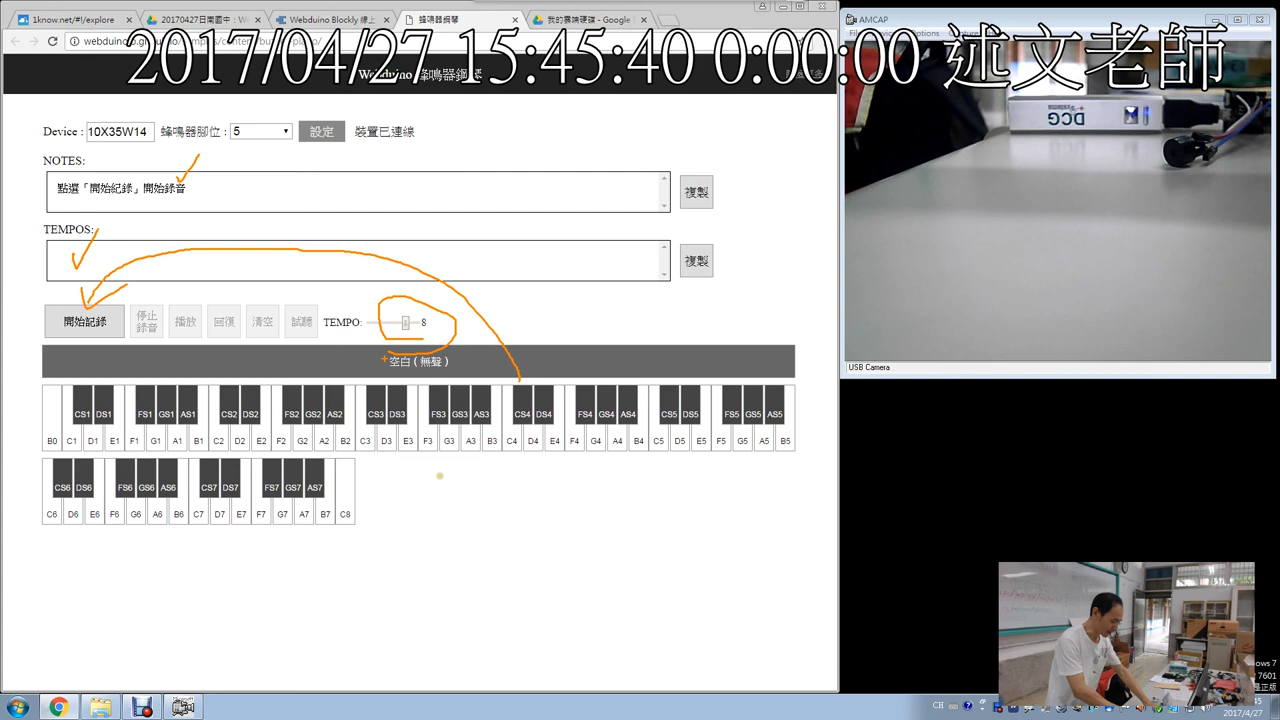 1know.net/#!/explore
20170427日南國中 : W
Webduino Blockly 線上
蜂鳴器鋼琴
我的雲端硬碟 - Google
AMCAP
2017/04/27 15:45:40 0:00:00 述文老師
Webduino 蜂鳴器鋼琴
Device : 10X35W14 蜂鳴器腳位 : 5 設定 裝置已連線
NOTES:
點選「開始紀錄」開始錄音
複製
TEMPOS:
複製
開始記錄 停止錄音 播放 回復 清空 試聽 TEMPO: 8
空白 ( 無聲 )
CS1 DS1 FS1 GS1 AS1 CS2 DS2 FS2 GS2 AS2 CS3 DS3 FS3 GS3 AS3 CS4 DS4 FS4 GS4 AS4 CS5 DS5 FS5 GS5 AS5
B0 C1 D1 E1 F1 G1 A1 B1 C2 D2 E2 F2 G2 A2 B2 C3 D3 E3 F3 G3 A3 B3 C4 D4 E4 F4 G4 A4 B4 C5 D5 E5 F5 G5 A5 B5
CS6 DS6 FS6 GS6 AS6 CS7 DS7 FS7 GS7 AS7
C6 D6 E6 F6 G6 A6 B6 C7 D7 E7 F7 G7 A7 B7 C8
USB Camera
DCG
7601
CH
2017/4/27